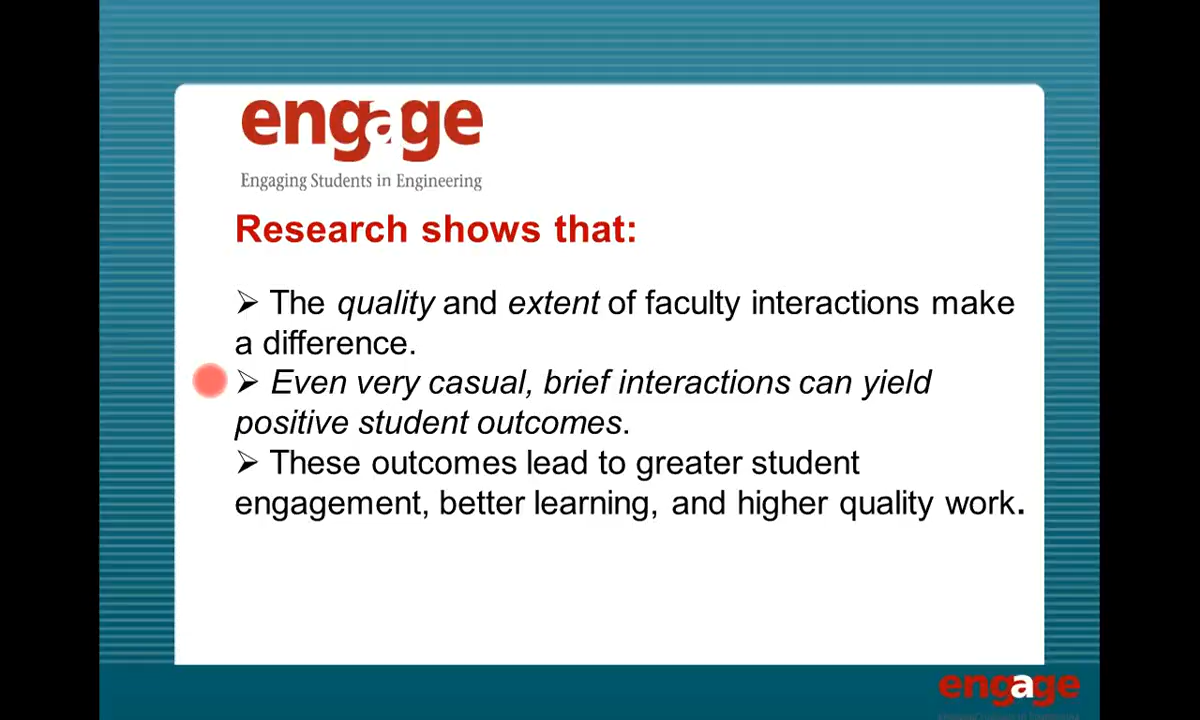 engage
Engaging Students in Engineering
Research shows that:
➢ The quality and extent of faculty interactions make
a difference.
➢ Even very casual, brief interactions can yield
positive student outcomes.
➢ These outcomes lead to greater student
engagement, better learning, and higher quality work.
engage